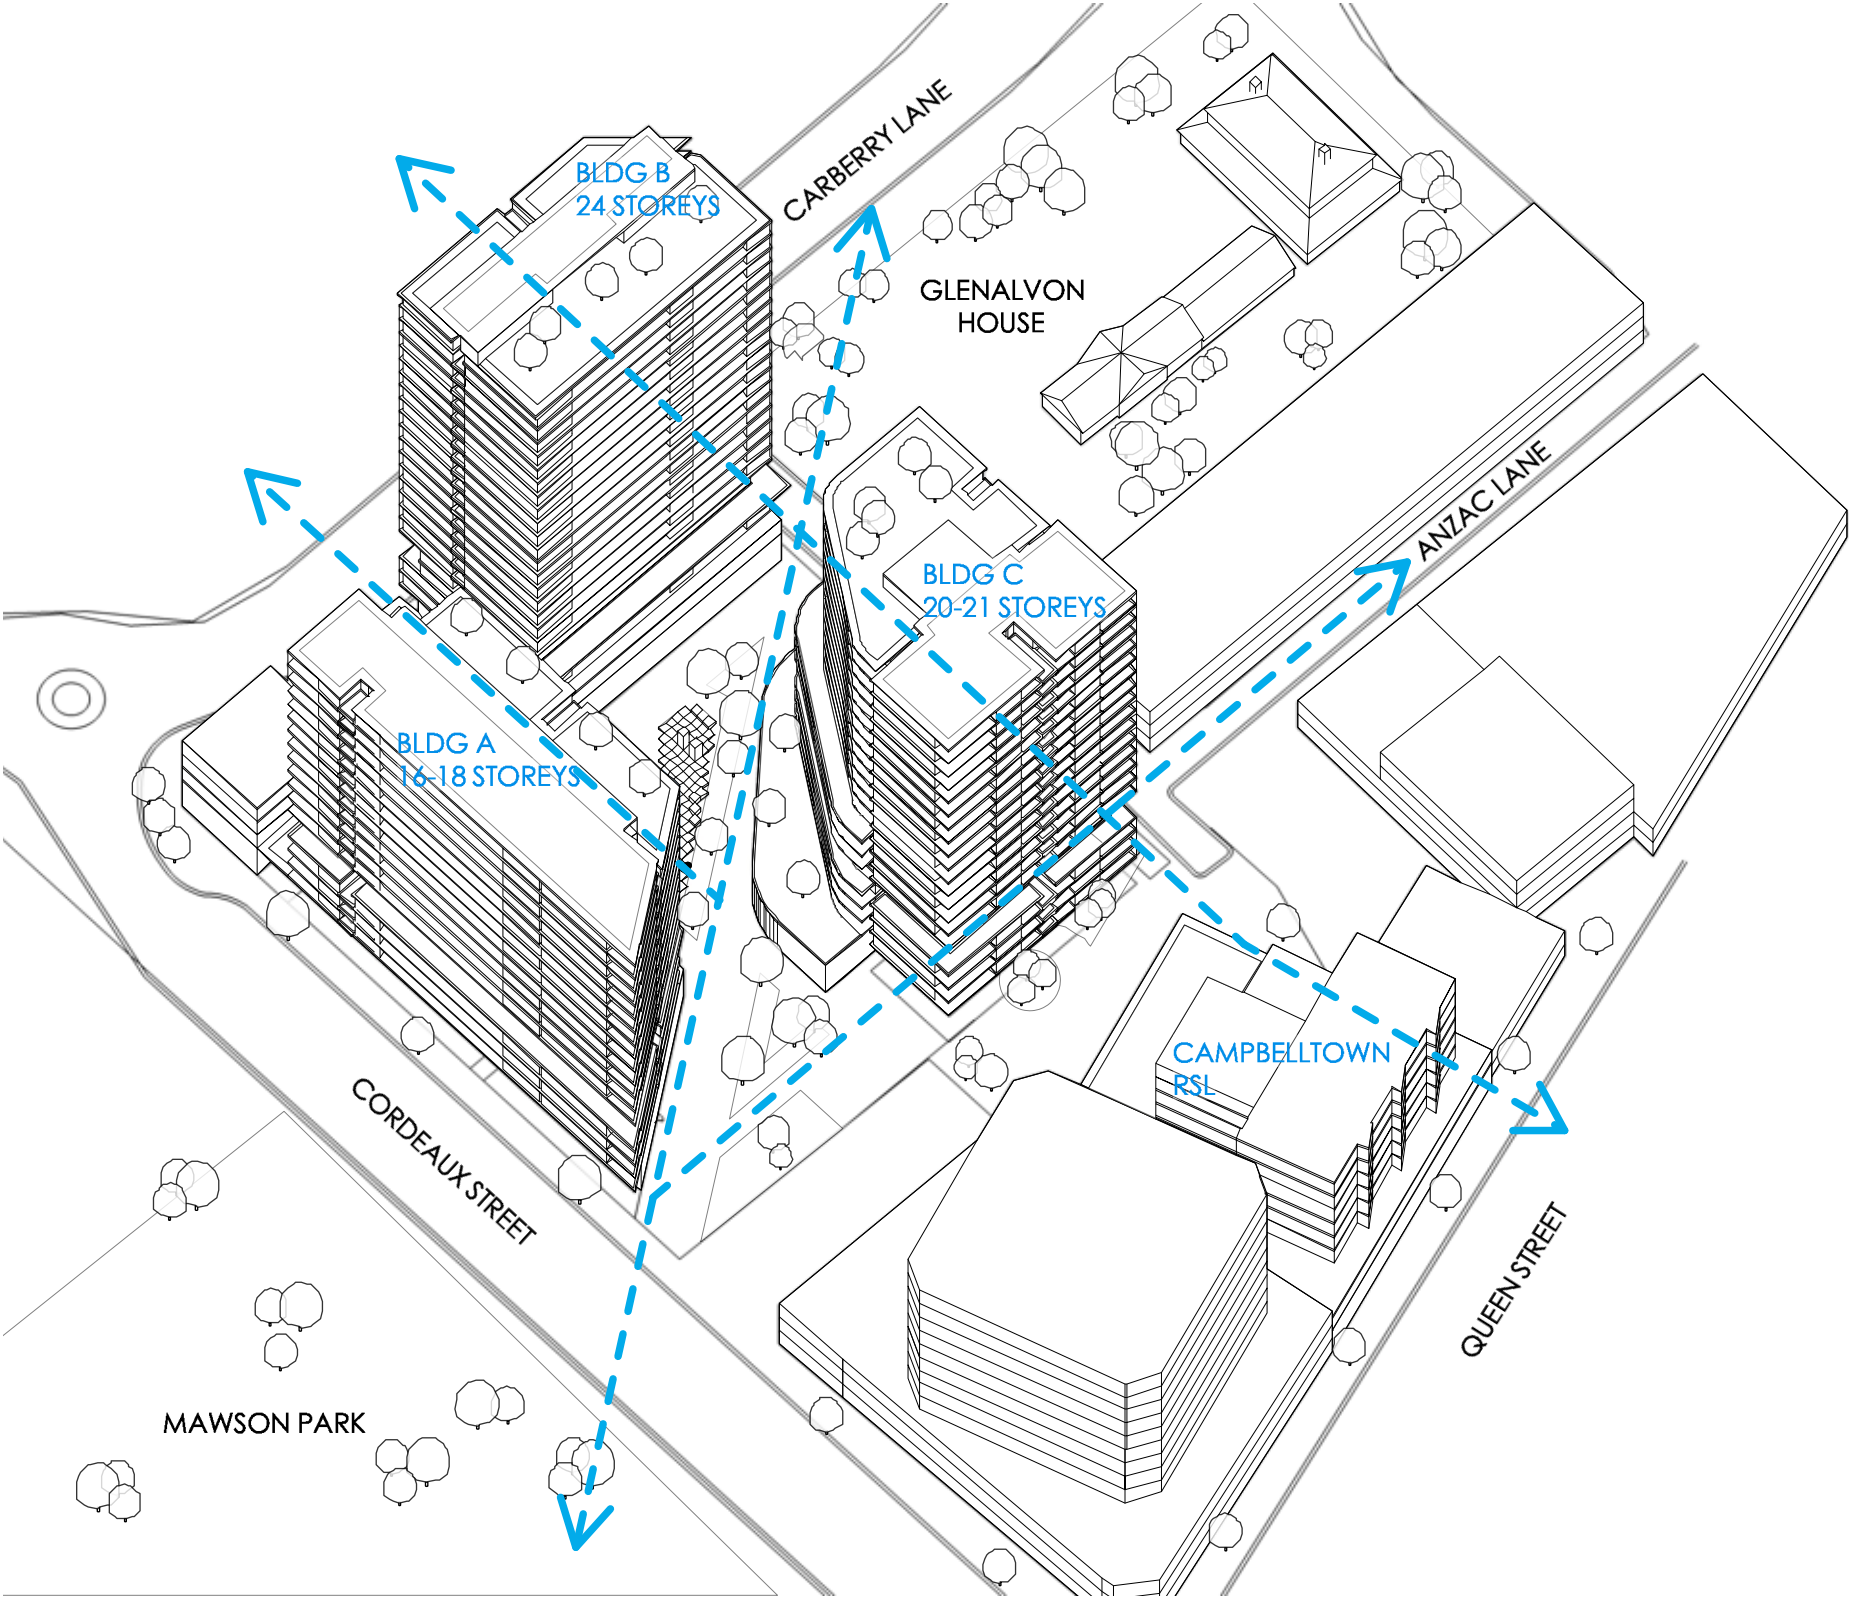 CARBERRY LANE
BLDG B
24 STOREYS
GLENALVON
HOUSE
ANZAC LANE
BLDG C
20-21 STOREYS
BLDG A
16-18 STOREYS
CAMPBELLTOWN
RSL
CORDEAUX STREET
QUEEN STREET
MAWSON PARK